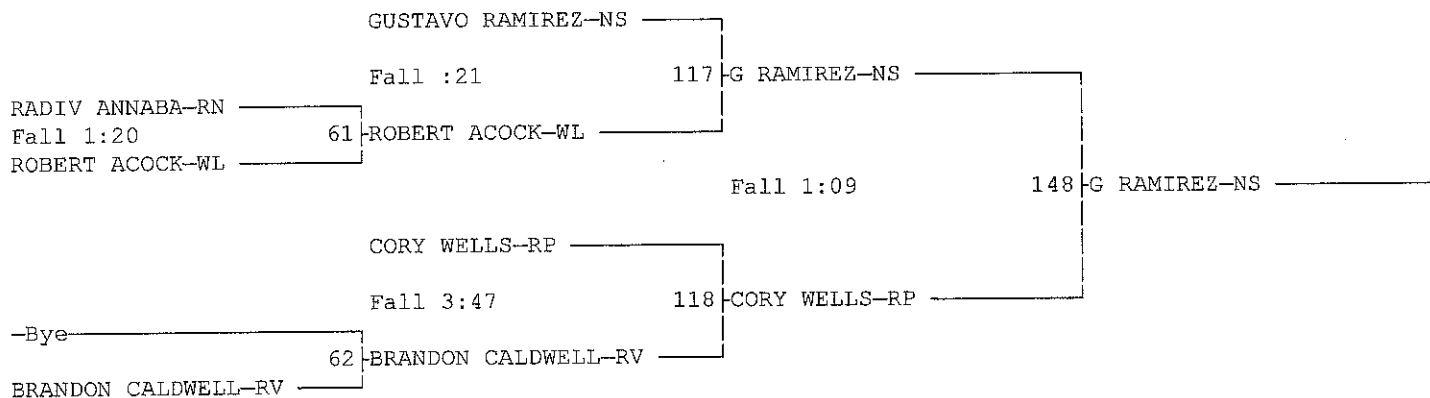 GUSTAVO RAMIREZ—NS
Fall :21
117 G RAMIREZ—NS
RADIV ANNABA—RN
Fall 1:20
61 ROBERT ACOCK—WL
ROBERT ACOCK—WL
Fall 1:09
148 G RAMIREZ—NS
CORY WELLS—RP
Fall 3:47
118 CORY WELLS—RP
—Bye
62 BRANDON CALDWELL—RV
BRANDON CALDWELL—RV